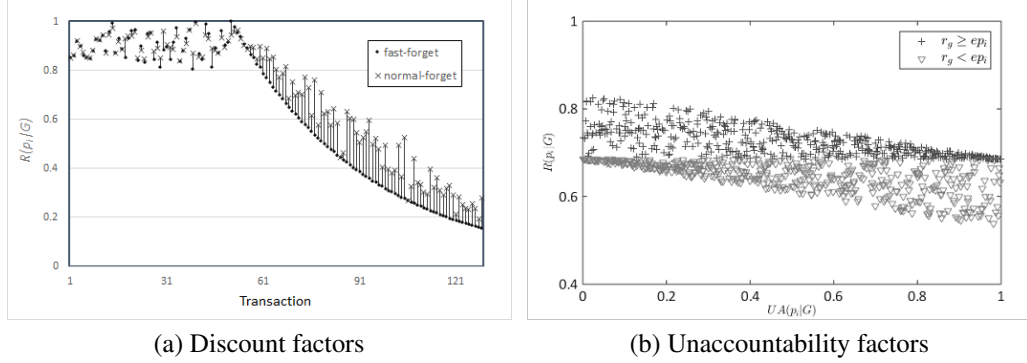 1
0.8
0.6
0.4
0.2
0
R(p_i|G)
fast-forget
normal-forget
1 31 61 91 121
Transaction
(a) Discount factors
1
0.8
0.6
0.4
R(p_i|G)
r_g ≥ ep_i
r_g < ep_i
0 0.2 0.4 0.6 0.8 1
UA(p_i|G)
(b) Unaccountability factors